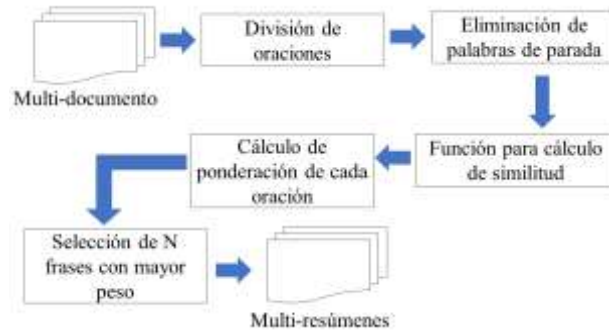 Multi-documento
División de
oraciones
Eliminación de
palabras de parada
Función para cálculo
de similitud
Cálculo de
ponderación de cada
oración
Selección de N
frases con mayor
peso
Multi-resúmenes